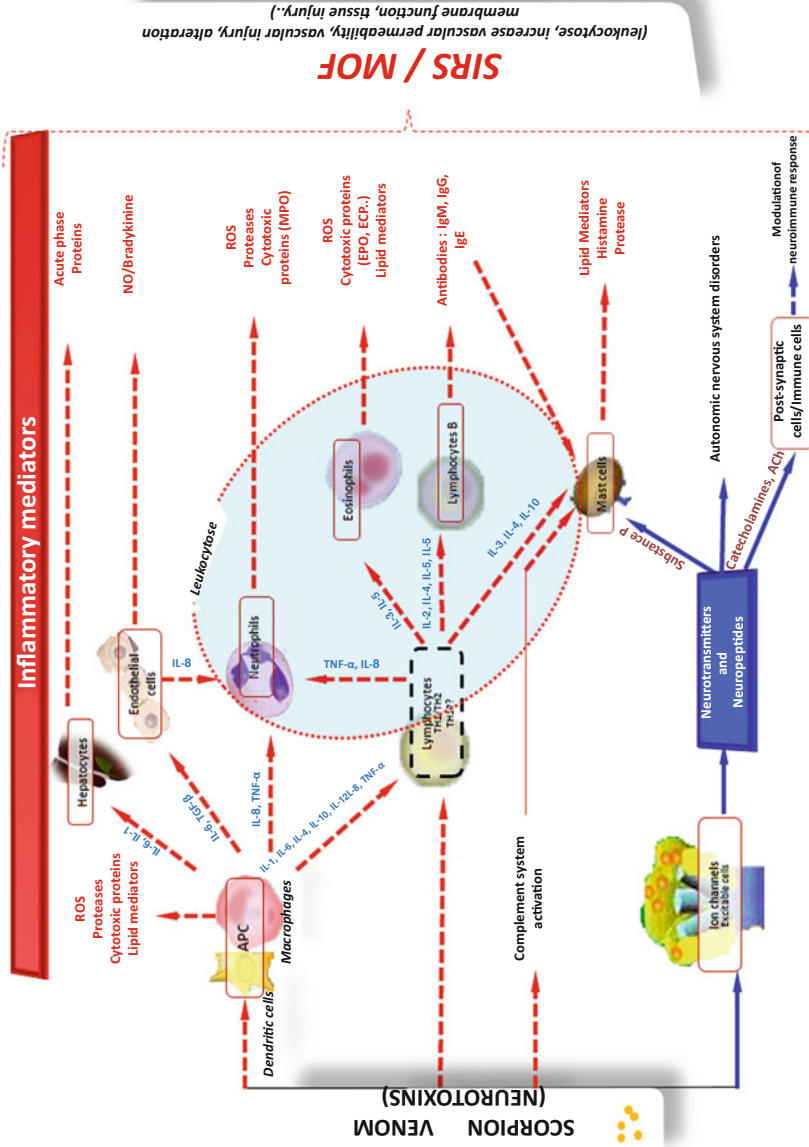 Inflammatory mediators
Acute phase
Proteins
NO/Bradykinine
ROS
Proteases
Cytotoxic
proteins (MPO)
ROS
Cytotoxic proteins
(EPO, ECP..)
Lipid mediators
Antibodies : IgM, IgG,
IgE
Lipid Mediators
Histamine
Protease
Autonomic nervous system disorders
Modulationof
neuroimmune response
SIRS / MOF
(leukocytose, increase vascular permeability, vascular injury, alteration
membrane function, tissue injury..)
Hepatocytes
Endothelial
cells
Leukocytose
Neutrophils
Eosinophils
Lymphocytes B
Mast cells
Post-synaptic
cells/Immune cells
IL-6, IL-1
IL-6, TGF-β
IL-8
IL-8, TNF-α
TNF-α, IL-8
IL-1, IL-6, IL-4, IL-10, IL-12L-8, TNF-α
IL-3, IL-5
IL-2, IL-4, IL-5, IL-5
IL-3, IL-4, IL-10
Substance P
Catecholamines, ACh
ROS
Proteases
Cytotoxic proteins
Lipid mediators
APC
Macrophages
Dendritic cells
Lymphocytes
TH1/TH2
Complement system
activation
Ion channels
Excitable cells
Neurotransmitters
and
Neuropeptides
SCORPION VENOM
(NEUROTOXINS)